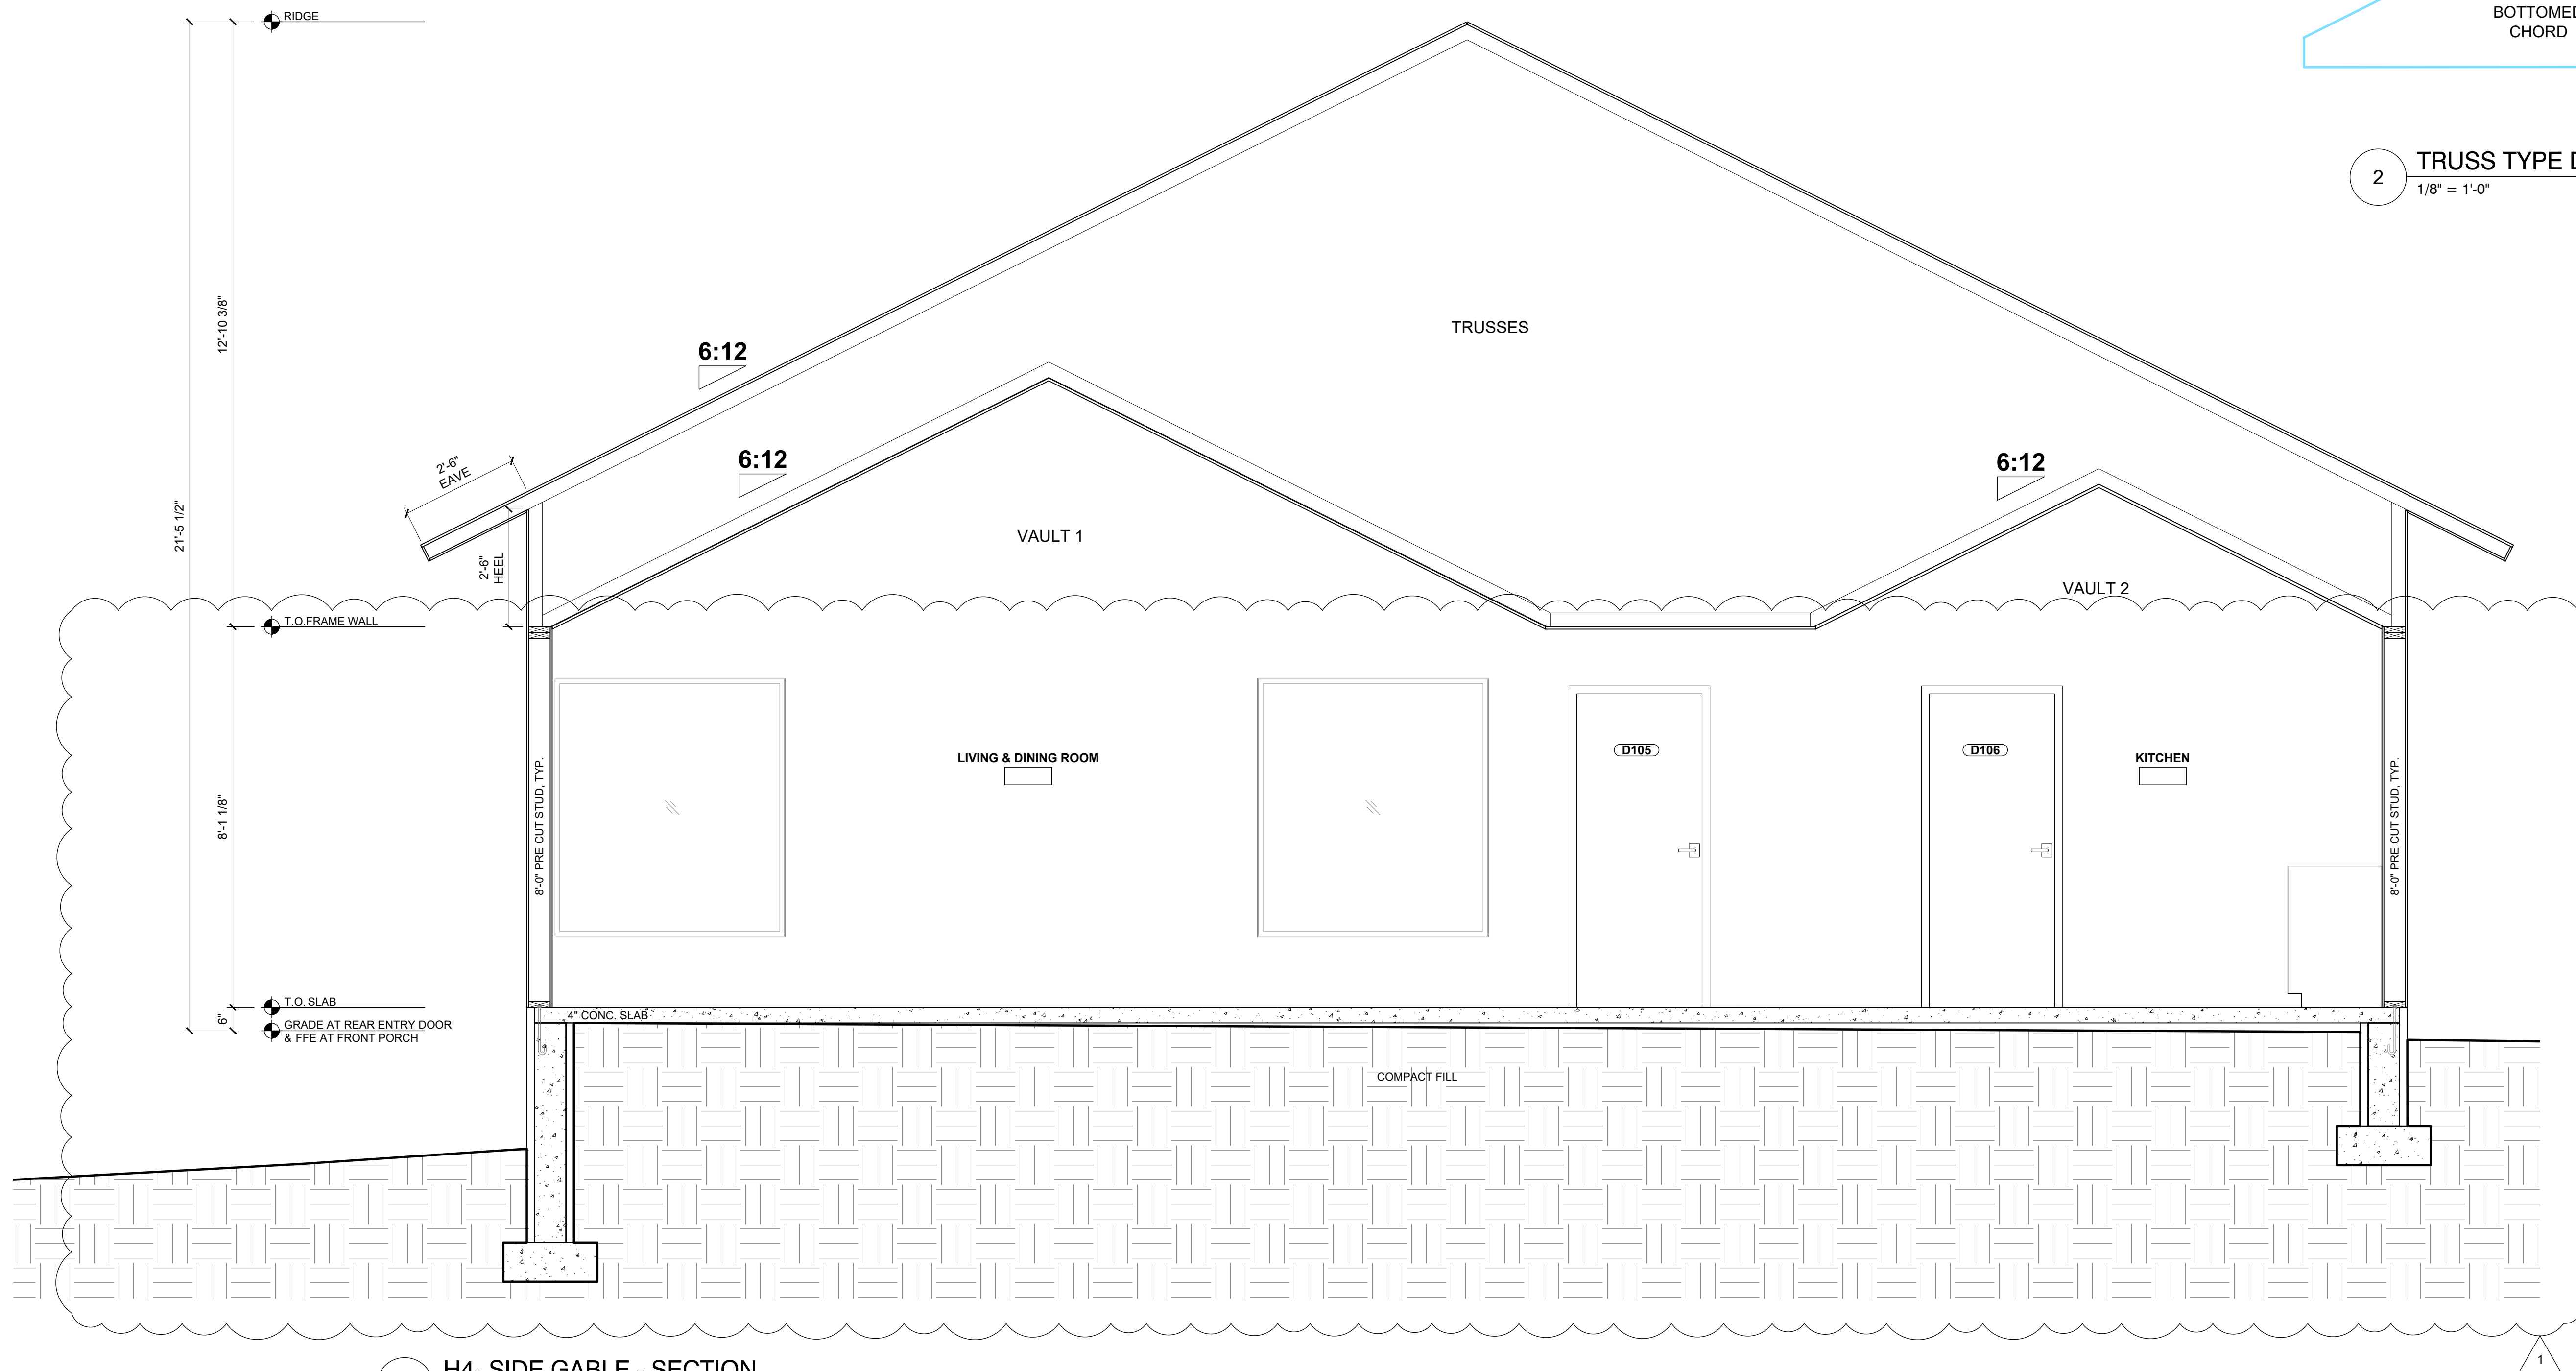 RIDGE
BOTTOMED
CHORD
2
TRUSS TYPE D
1/8" = 1'-0"
12'-10 3/8"
TRUSSES
6:12
6:12
6:12
2'-6"
EAVE
21'-5 1/2"
2'-6"
HEEL
VAULT 1
VAULT 2
T.O.FRAME WALL
8'-1 1/8"
8'-0" PRE CUT STUD, TYP.
LIVING & DINING ROOM
D105
D106
KITCHEN
8'-0" PRE CUT STUD, TYP.
T.O. SLAB
6"
GRADE AT REAR ENTRY DOOR
& FFE AT FRONT PORCH
4" CONC. SLAB
COMPACT FILL
H4- SIDE GABLE - SECTION
1